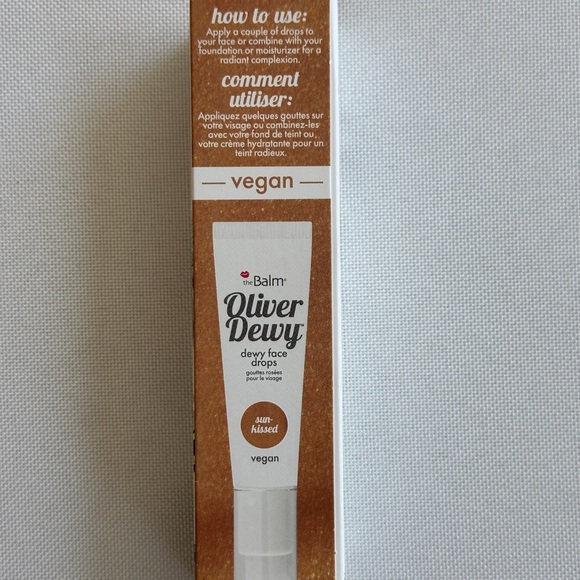 how to use:
Apply a couple of drops to
your face or combine with your
foundation or moisturizer for a
radiant complexion.
comment
utiliser:
Appliquez quelques gouttes sur
votre visage ou combinez-les
avec votre fond de teint ou
votre crème hydratante pour un
teint radieux.
vegan
theBalm®
Oliver
Dewy™
dewy face
drops
gouttes rosées
pour le visage
sun-
kissed
vegan